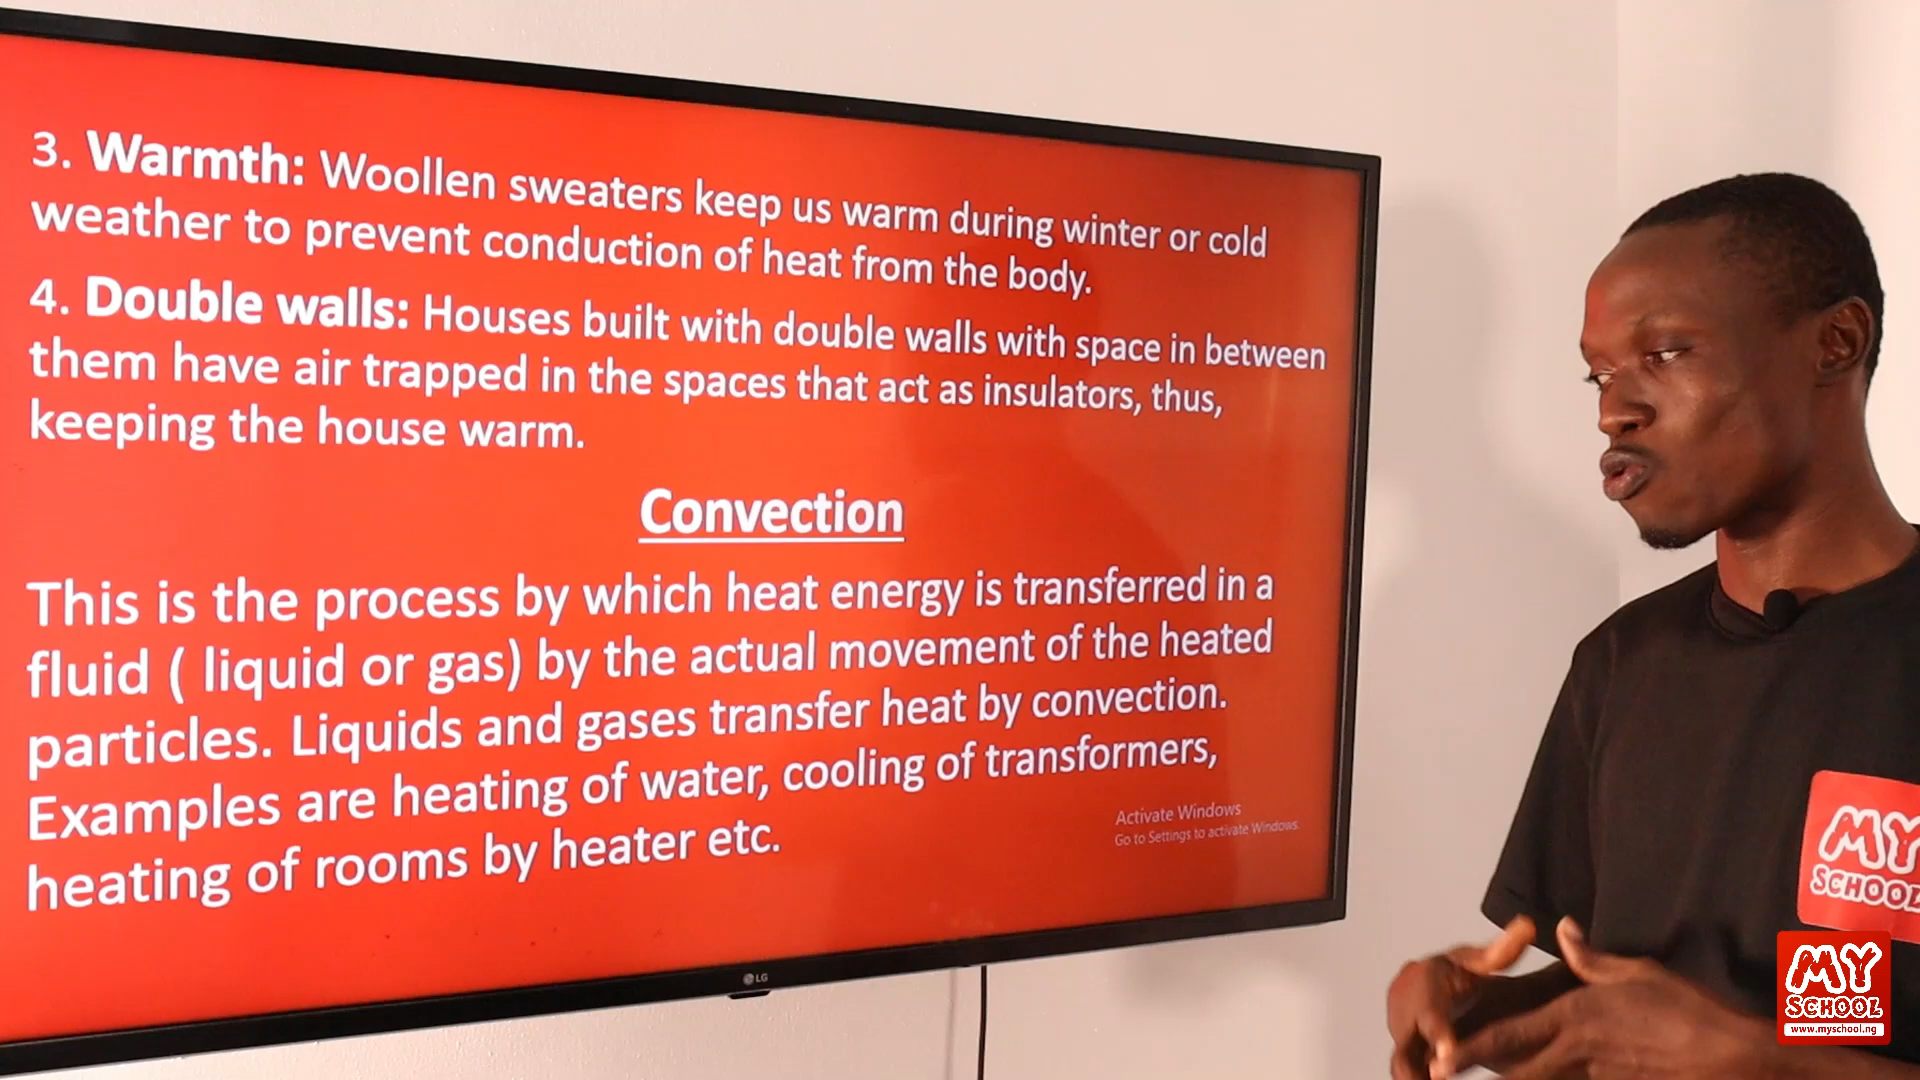 3. Warmth: Woollen sweaters keep us warm during winter or cold
weather to prevent conduction of heat from the body.
4. Double walls: Houses built with double walls with space in between
them have air trapped in the spaces that act as insulators, thus,
keeping the house warm.
Convection
This is the process by which heat energy is transferred in a
fluid ( liquid or gas) by the actual movement of the heated
particles. Liquids and gases transfer heat by convection.
Examples are heating of water, cooling of transformers,
heating of rooms by heater etc.
Activate Windows
Go to Settings to activate Windows.
LG
MY
SCHOOL
MY
SCHOOL
www.myschool.ng